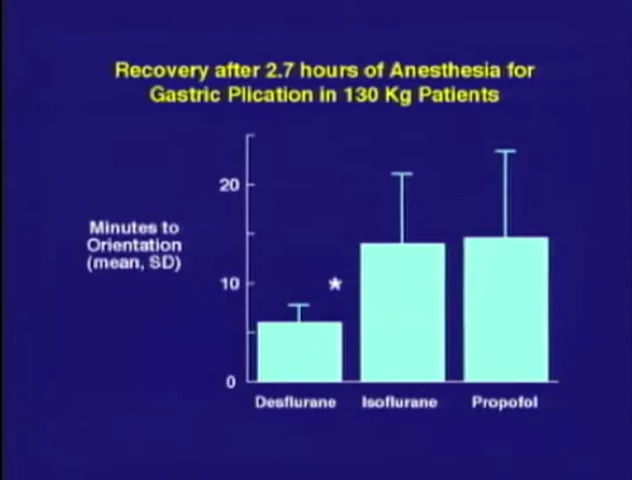 Recovery after 2.7 hours of Anesthesia for
Gastric Plication in 130 Kg Patients
20
Minutes to
Orientation
(mean, SD)
10
*
0
Desflurane Isoflurane Propofol